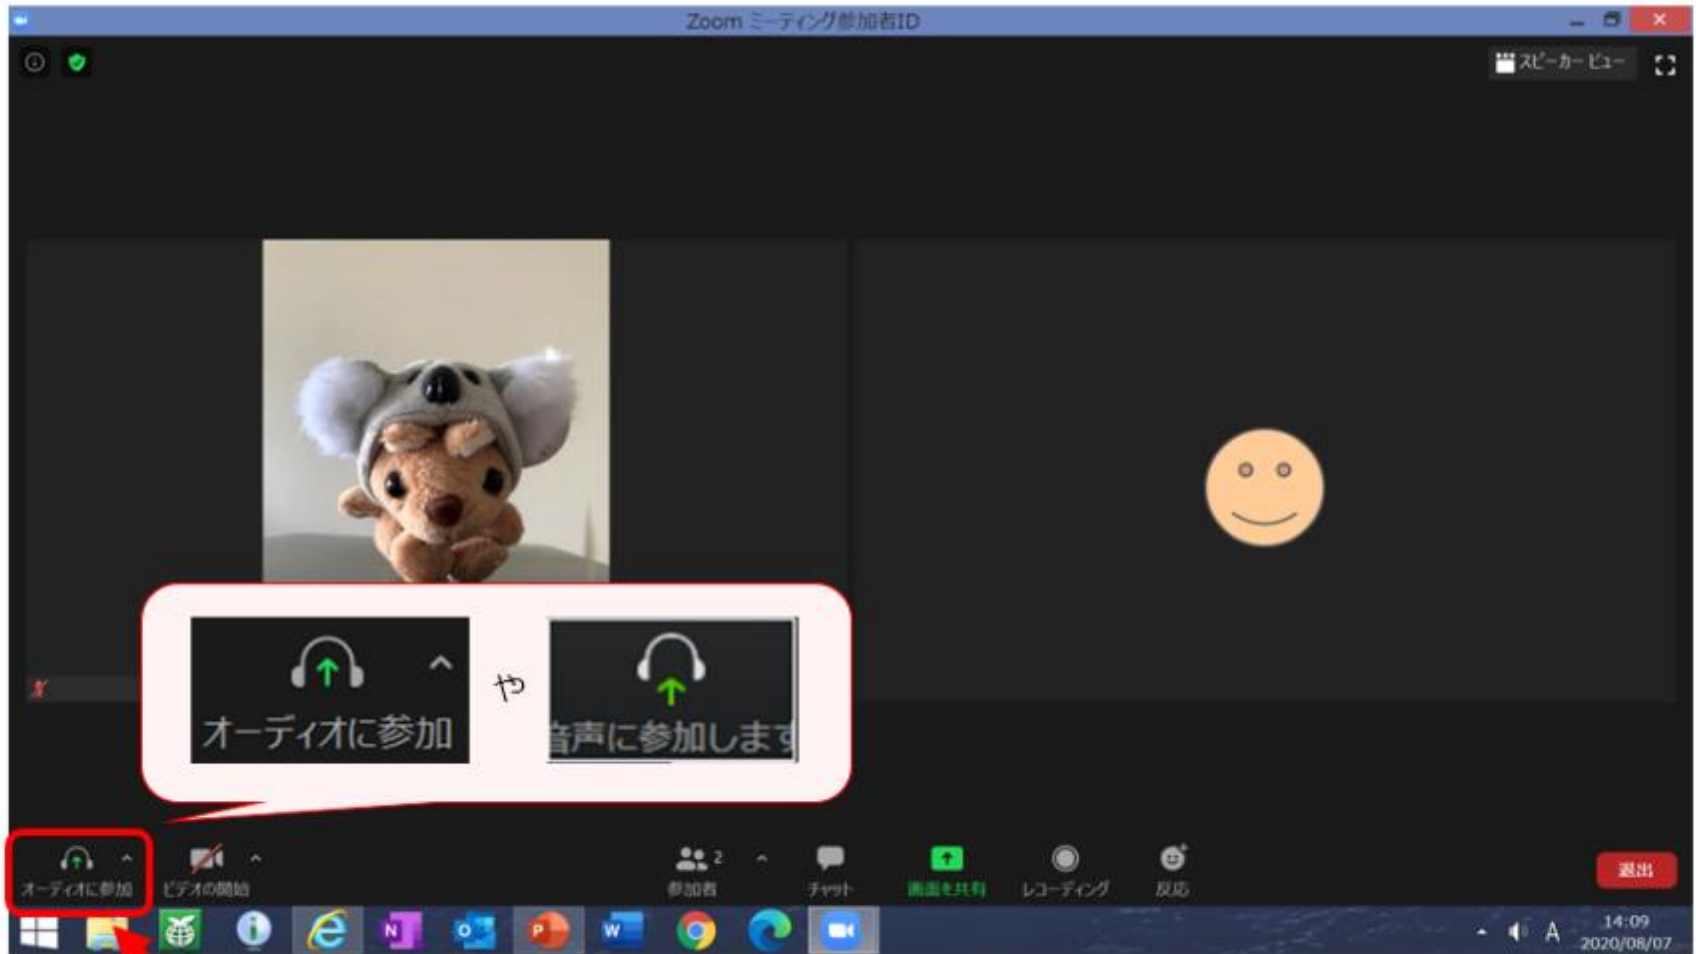 Zoom ミーティング参加者ID
スピーカー ビュー
オーディオに参加
や
音声に参加します
オーディオに参加
ビデオの開始
2
参加者
チャット
画面を共有
レコーディング
反応
退出
N
O
P
W
A
14:09
2020/08/07